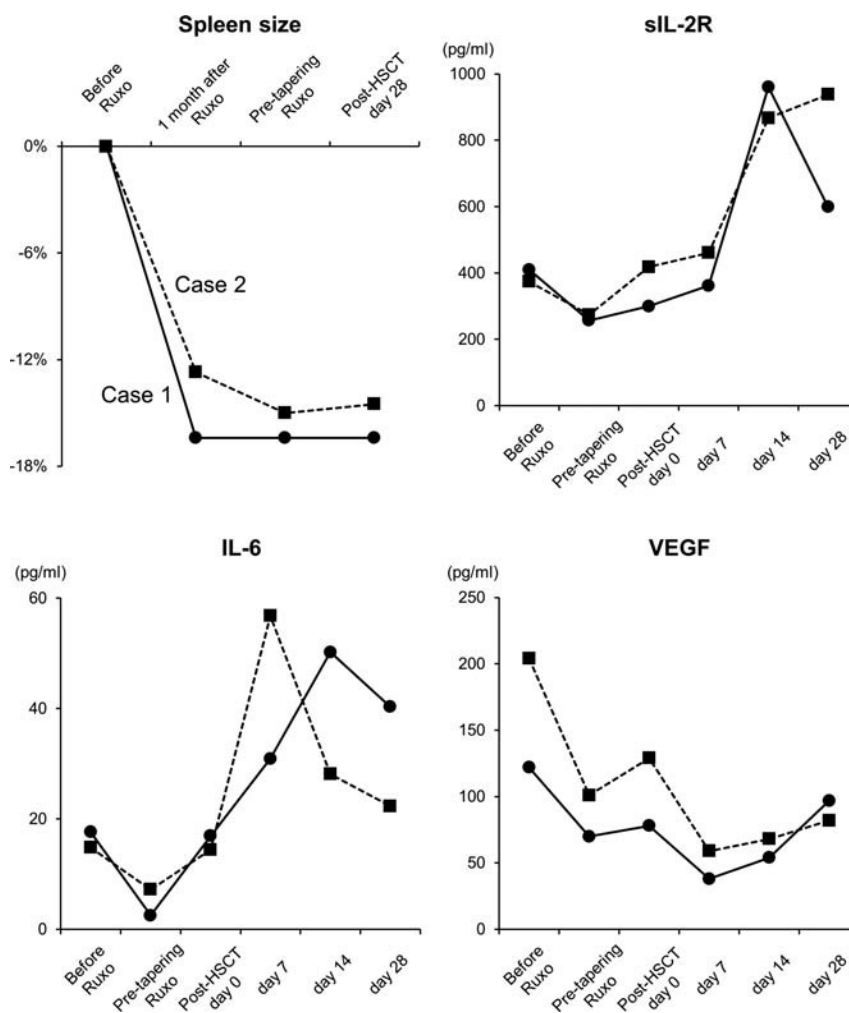 Spleen size
Before
Ruxo
1 month after
Ruxo
Pre-tapering
Ruxo
Post-HSCT
day 28
0%
-6%
-12%
-18%
Case 2
Case 1
sIL-2R
(pg/ml)
1000
800
600
400
200
0
Before
Ruxo
Pre-tapering
Ruxo
Post-HSCT
day 0
day 7
day 14
day 28
IL-6
(pg/ml)
60
40
20
0
Before
Ruxo
Pre-tapering
Ruxo
Post-HSCT
day 0
day 7
day 14
day 28
VEGF
(pg/ml)
250
200
150
100
50
0
Before
Ruxo
Pre-tapering
Ruxo
Post-HSCT
day 0
day 7
day 14
day 28